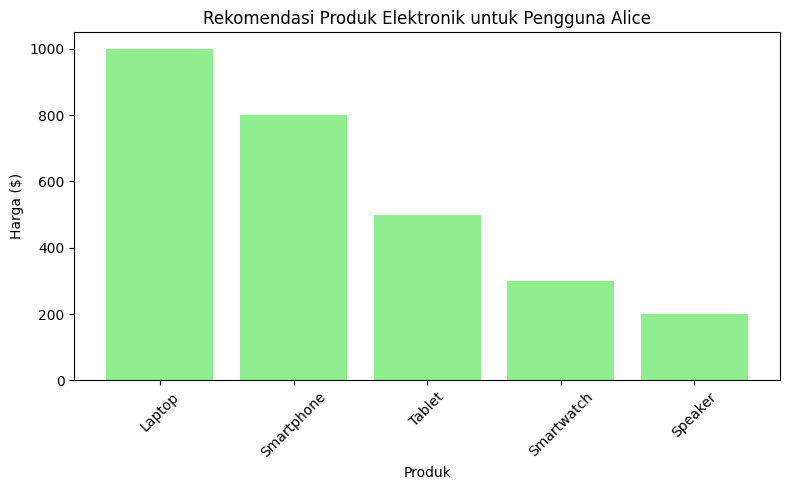 Rekomendasi Produk Elektronik untuk Pengguna Alice
Harga ($)
1000
800
600
400
200
0
Laptop
Smartphone
Tablet
Smartwatch
Speaker
Produk